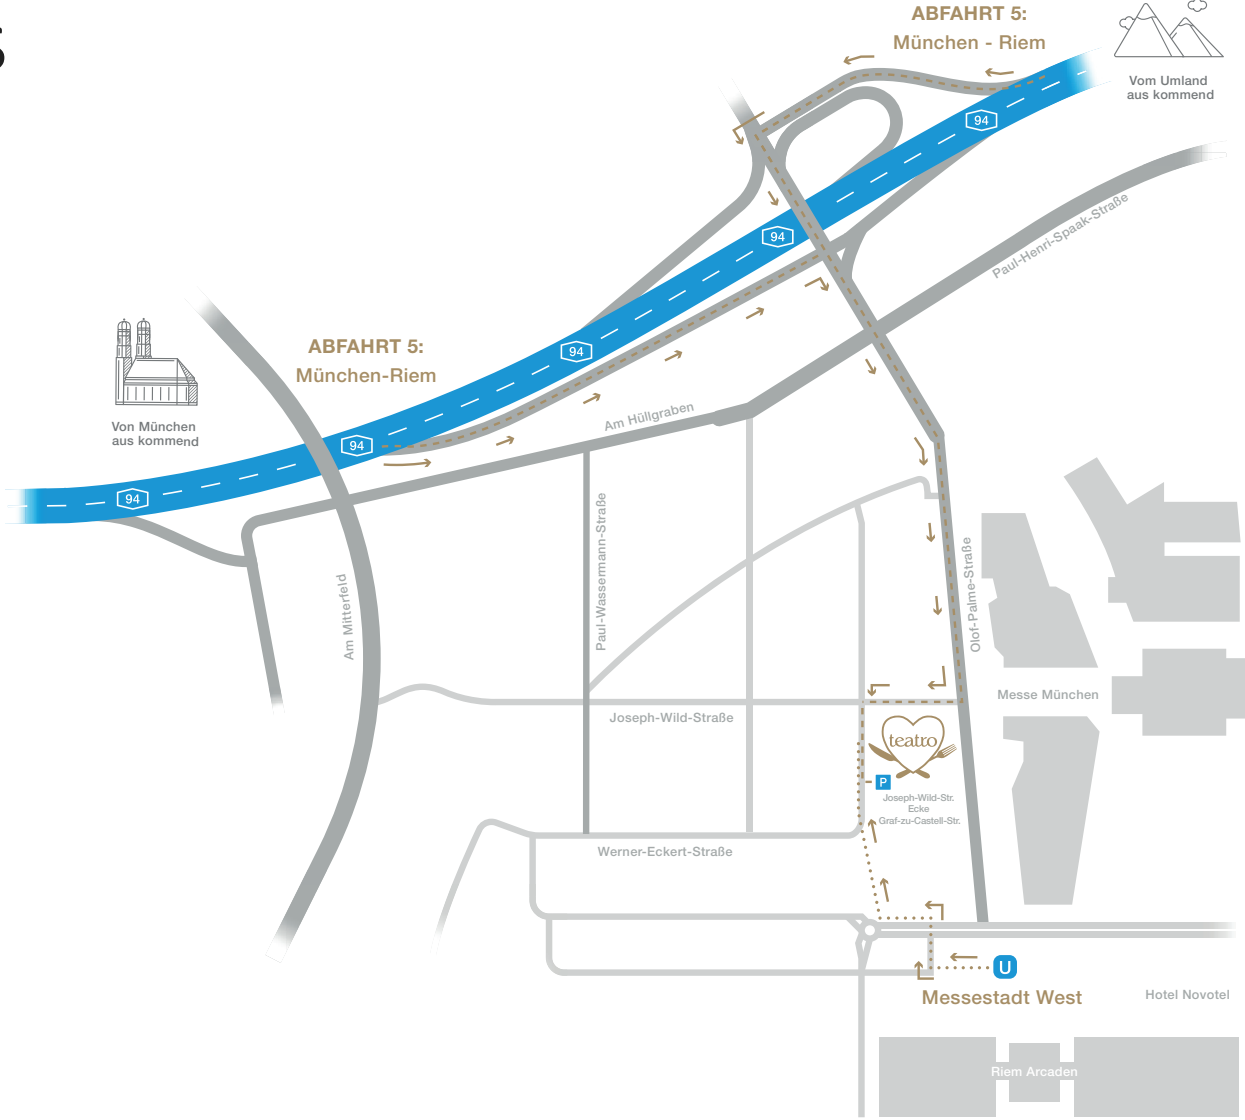 ABFAHRT 5:
München - Riem
Vom Umland
aus kommend
94
94
Paul-Henri-Spaak-Straße
ABFAHRT 5:
München-Riem
94
Von München
aus kommend
Am Hüllgraben
94
94
Paul-Wassermann-Straße
Olof-Palme-Straße
Am Mitterfeld
Messe München
Joseph-Wild-Straße
teatro
P
Joseph-Wild-Str.
Ecke
Graf-zu-Castell-Str.
Werner-Eckert-Straße
U
Messestadt West
Hotel Novotel
Riem Arcaden